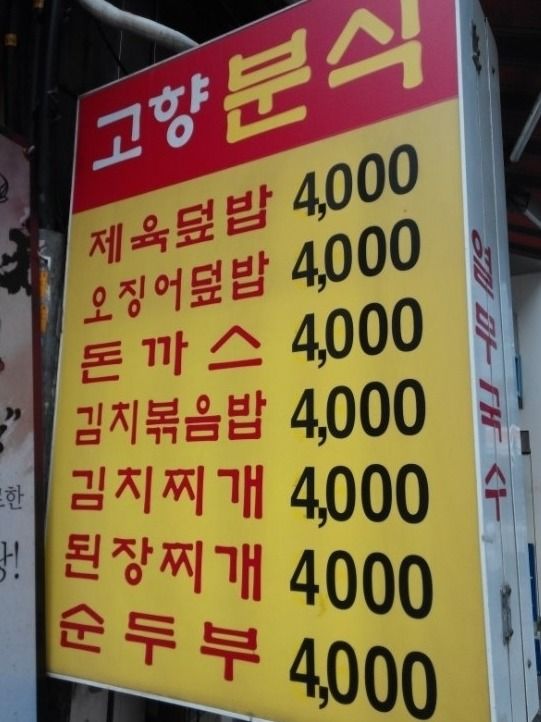 고향 분식
제육덮밥 4,000
오징어덮밥 4,000
돈까스 4,000
김치볶음밥 4,000
김치찌개 4,000
된장찌개 4000
순두부 4,000
열무국수